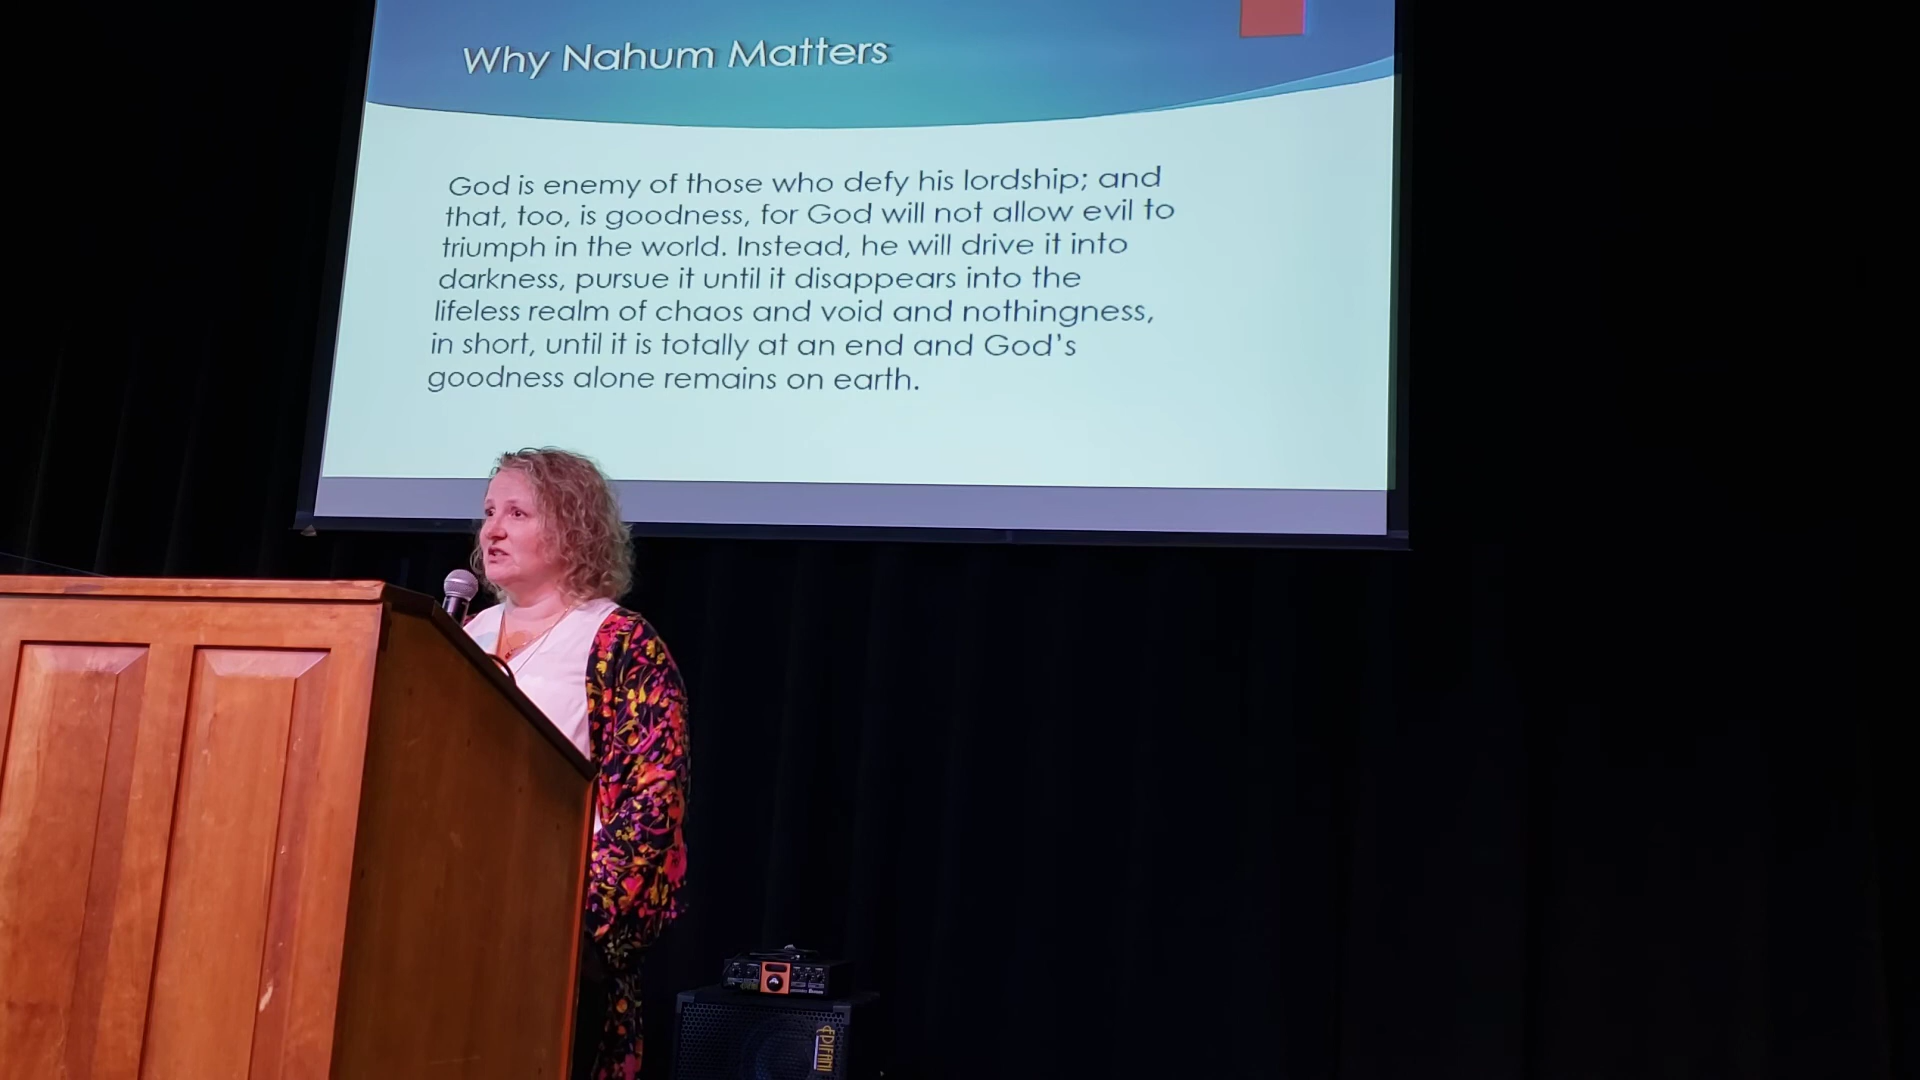 Why Nahum Matters
God is enemy of those who defy his lordship; and
that, too, is goodness, for God will not allow evil to
triumph in the world. Instead, he will drive it into
darkness, pursue it until it disappears into the
lifeless realm of chaos and void and nothingness,
in short, until it is totally at an end and God's
goodness alone remains on earth.
EPIFANI